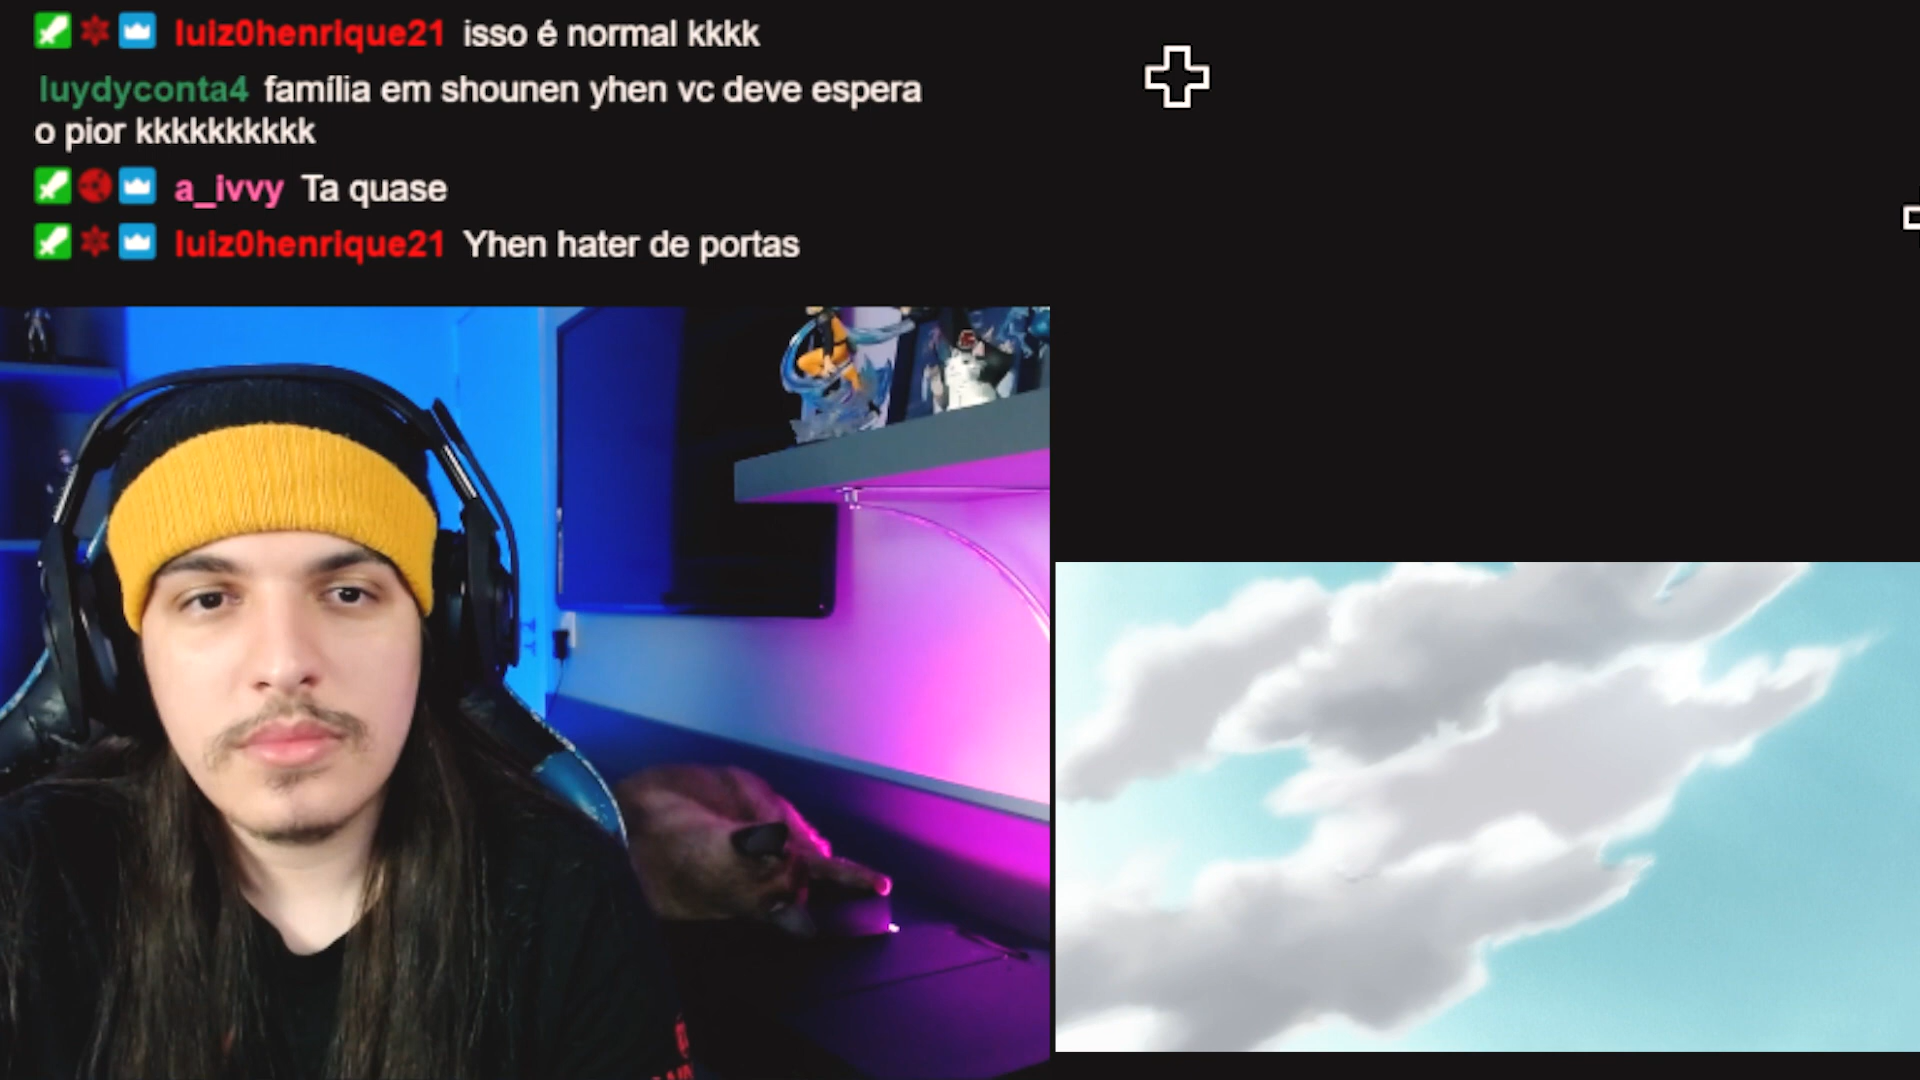 luiz0henrique21 isso é normal kkkk
luydyconta4 família em shounen yhen vc deve espera
o pior kkkkkkkkkk
a_ivvy Ta quase
luiz0henrique21 Yhen hater de portas